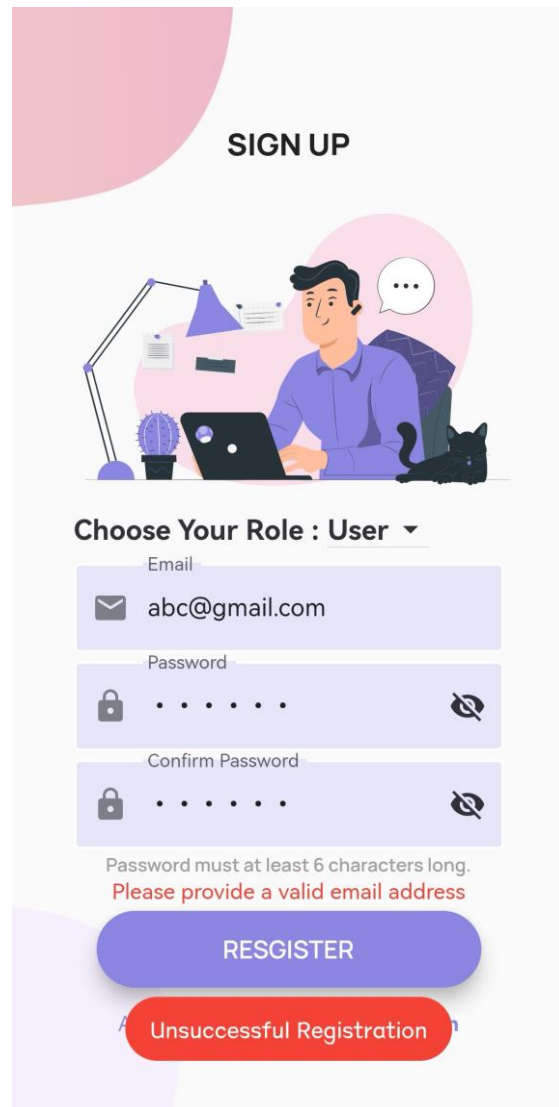 SIGN UP
Choose Your Role : User
Email
abc@gmail.com
Password
Confirm Password
Password must at least 6 characters long.
Please provide a valid email address
RESGISTER
Unsuccessful Registration